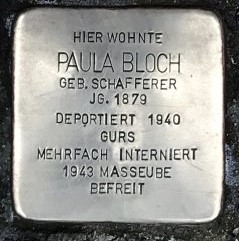 HIER WOHNTE
PAULA BLOCH
GEB. SCHAFFERER
JG. 1879
DEPORTIERT 1940
GURS
MEHRFACH INTERNIERT
1943 MASSEUBE
BEFREIT